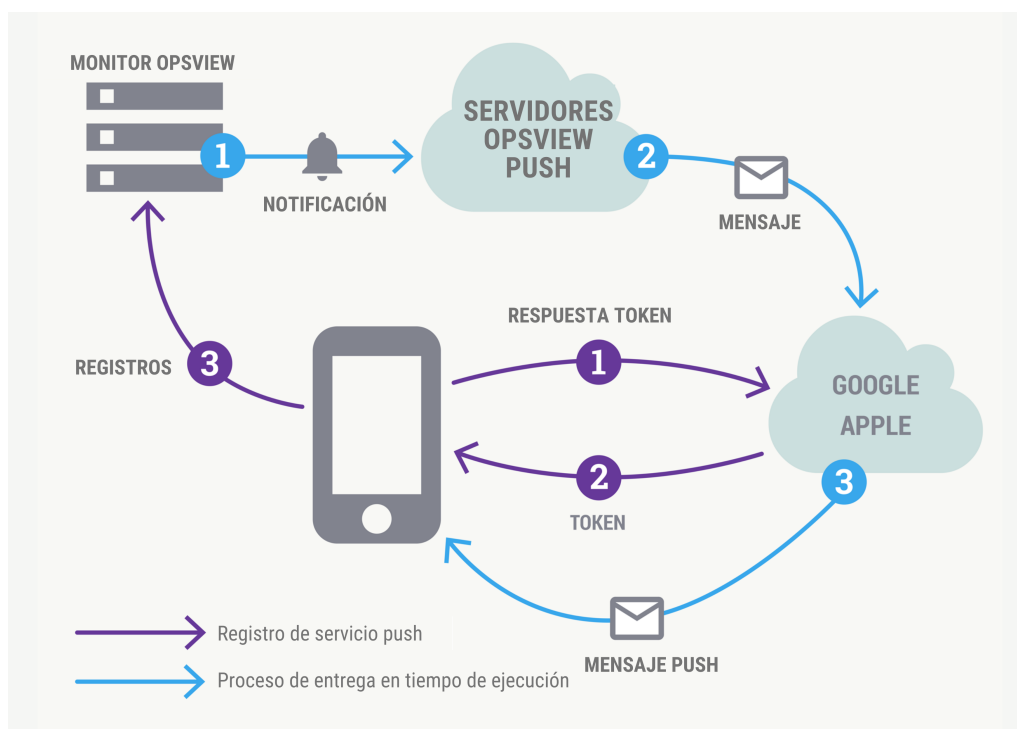 MONITOR OPSVIEW
SERVIDORES
OPSVIEW
PUSH
1
2
NOTIFICACIÓN
MENSAJE
RESPUESTA TOKEN
1
REGISTROS
3
GOOGLE
APPLE
2
3
TOKEN
Registro de servicio push
MENSAJE PUSH
Proceso de entrega en tiempo de ejecución